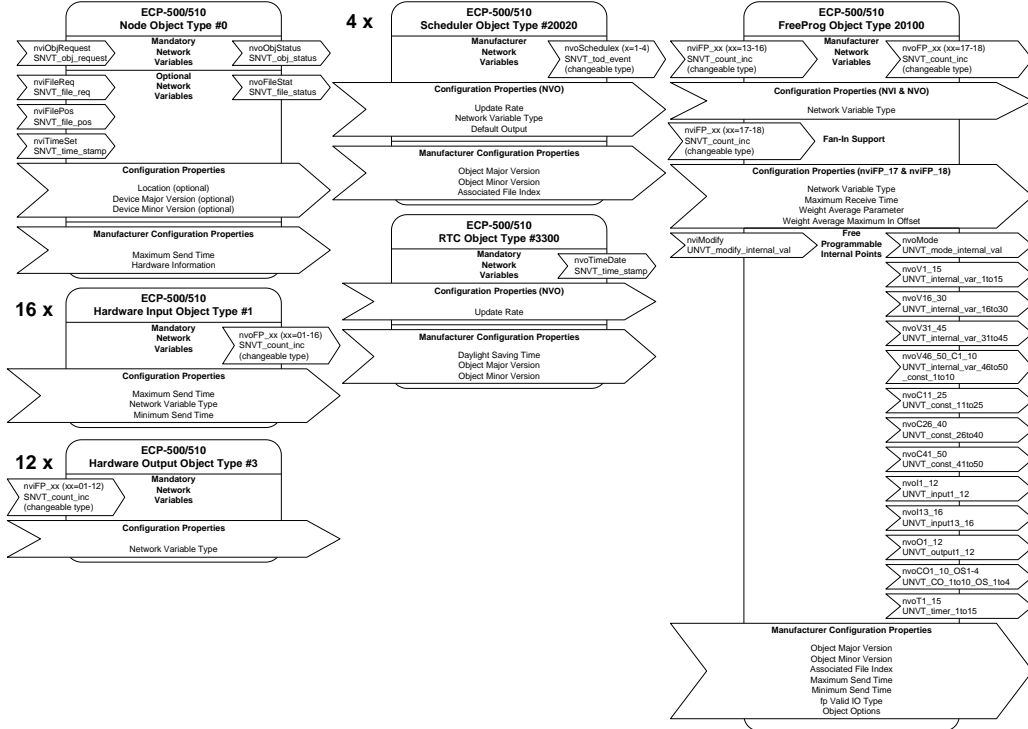 ECP-500/510
Node Object Type #0
nviObjRequest
SNVT_obj_request
Mandatory
Network
Variables
nvoObjStatus
SNVT_obj_status
nviFileReq
SNVT_file_req
Optional
Network
Variables
nvoFileStat
SNVT_file_status
nviFilePos
SNVT_file_pos
nviTimeSet
SNVT_time_stamp
Configuration Properties
Location (optional)
Device Major Version (optional)
Device Minor Version (optional)
Manufacturer Configuration Properties
Maximum Send Time
Hardware Information
16 x
ECP-500/510
Hardware Input Object Type #1
Mandatory
Network
Variables
nvoFP_xx (xx=01-16)
SNVT_count_inc
(changeable type)
Configuration Properties
Maximum Send Time
Network Variable Type
Minimum Send Time
12 x
ECP-500/510
Hardware Output Object Type #3
nviFP_xx (xx=01-12)
SNVT_count_inc
(changeable type)
Mandatory
Network
Variables
Configuration Properties
Network Variable Type
4 x
ECP-500/510
Scheduler Object Type #20020
Manufacturer
Network
Variables
nvoSchedulex (x=1-4)
SNVT_tod_event
(changeable type)
Configuration Properties (NVO)
Update Rate
Network Variable Type
Default Output
Manufacturer Configuration Properties
Object Major Version
Object Minor Version
Associated File Index
ECP-500/510
RTC Object Type #3300
Mandatory
Network
Variables
nvoTimeDate
SNVT_time_stamp
Configuration Properties (NVO)
Update Rate
Manufacturer Configuration Properties
Daylight Saving Time
Object Major Version
Object Minor Version
ECP-500/510
FreeProg Object Type 20100
nviFP_xx (xx=13-16)
SNVT_count_inc
(changeable type)
Manufacturer
Network
Variables
nvoFP_xx (xx=17-18)
SNVT_count_inc
(changeable type)
Configuration Properties (NVI & NVO)
Network Variable Type
nviFP_xx (xx=17-18)
SNVT_count_inc
(changeable type)
Fan-In Support
Configuration Properties (nviFP_17 & nviFP_18)
Network Variable Type
Maximum Receive Time
Weight Average Parameter
Weight Average Maximum In Offset
nviModify
UNVT_modify_internal_val
Free
Programmable
Internal Points
nvoMode
UNVT_mode_internal_val
nvoV1_15
UNVT_internal_var_1to15
nvoV16_30
UNVT_internal_var_16to30
nvoV31_45
UNVT_internal_var_31to45
nvoV46_50_C1_10
UNVT_internal_var_46to50
_const_1to10
nvoC11_25
UNVT_const_11to25
nvoC26_40
UNVT_const_26to40
nvoC41_50
UNVT_const_41to50
nvoI1_12
UNVT_input1_12
nvoI13_16
UNVT_input13_16
nvoO1_12
UNVT_output1_12
nvoCO1_10_OS1-4
UNVT_CO_1to10_OS_1to4
nvoT1_15
UNVT_timer_1to15
Manufacturer Configuration Properties
Object Major Version
Object Minor Version
Associated File Index
Maximum Send Time
Minimum Send Time
fp Valid IO Type
Object Options